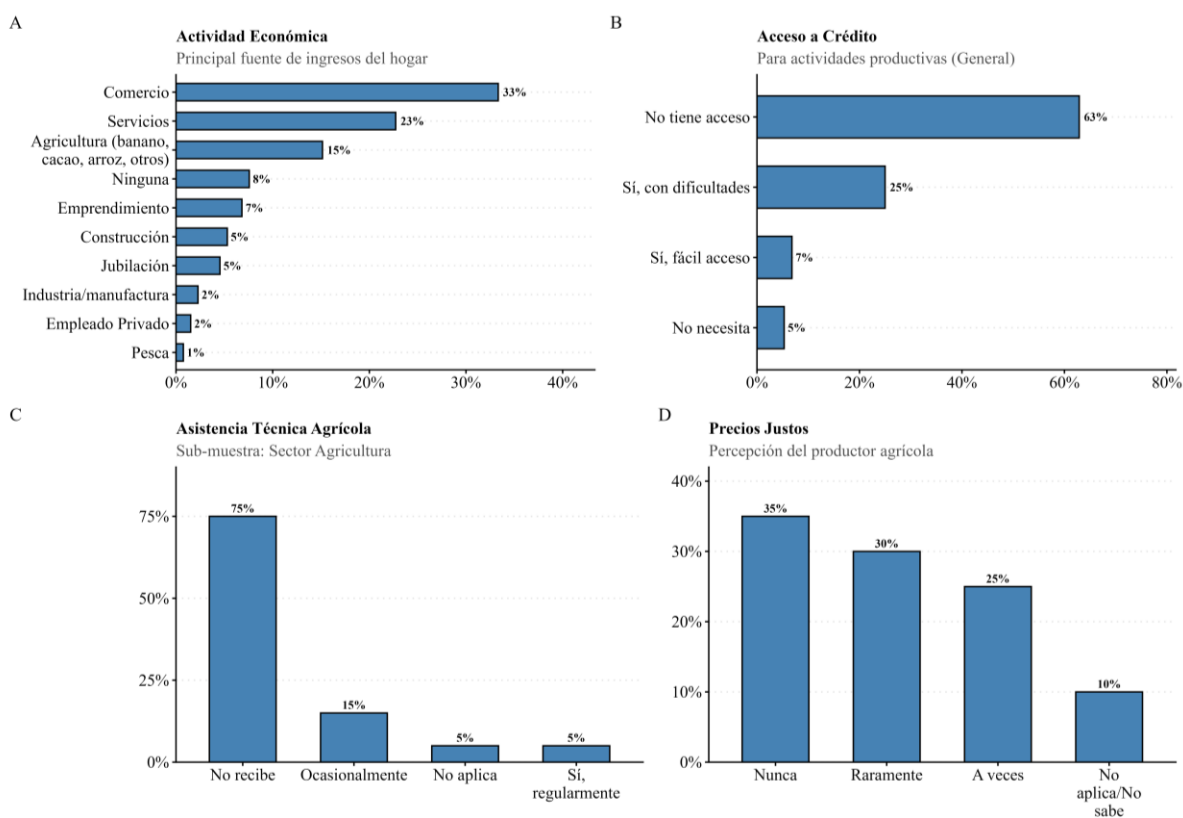 A
Actividad Económica
Principal fuente de ingresos del hogar
Comercio
33%
Servicios
23%
Agricultura (banano,
cacao, arroz, otros)
15%
Ninguna
8%
Emprendimiento
7%
Construcción
5%
Jubilación
5%
Industria/manufactura
2%
Empleado Privado
2%
Pesca
1%
0% 10% 20% 30% 40%
B
Acceso a Crédito
Para actividades productivas (General)
No tiene acceso
63%
Sí, con dificultades
25%
Sí, fácil acceso
7%
No necesita
5%
0% 20% 40% 60% 80%
C
Asistencia Técnica Agrícola
Sub-muestra: Sector Agricultura
75%
50%
25%
0%
75%
15%
5%
5%
No recibe
Ocasionalmente
No aplica
Sí,
regularmente
D
Precios Justos
Percepción del productor agrícola
40%
30%
20%
10%
0%
35%
30%
25%
10%
Nunca
Raramente
A veces
No
aplica/No
sabe